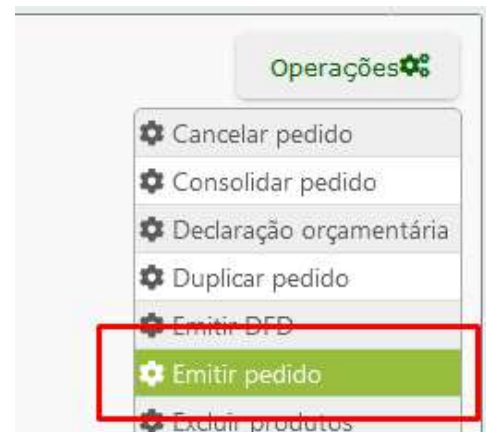 Operações
Cancelar pedido
Consolidar pedido
Declaração orçamentária
Duplicar pedido
Emitir DFD
Emitir pedido
Excluir produtos